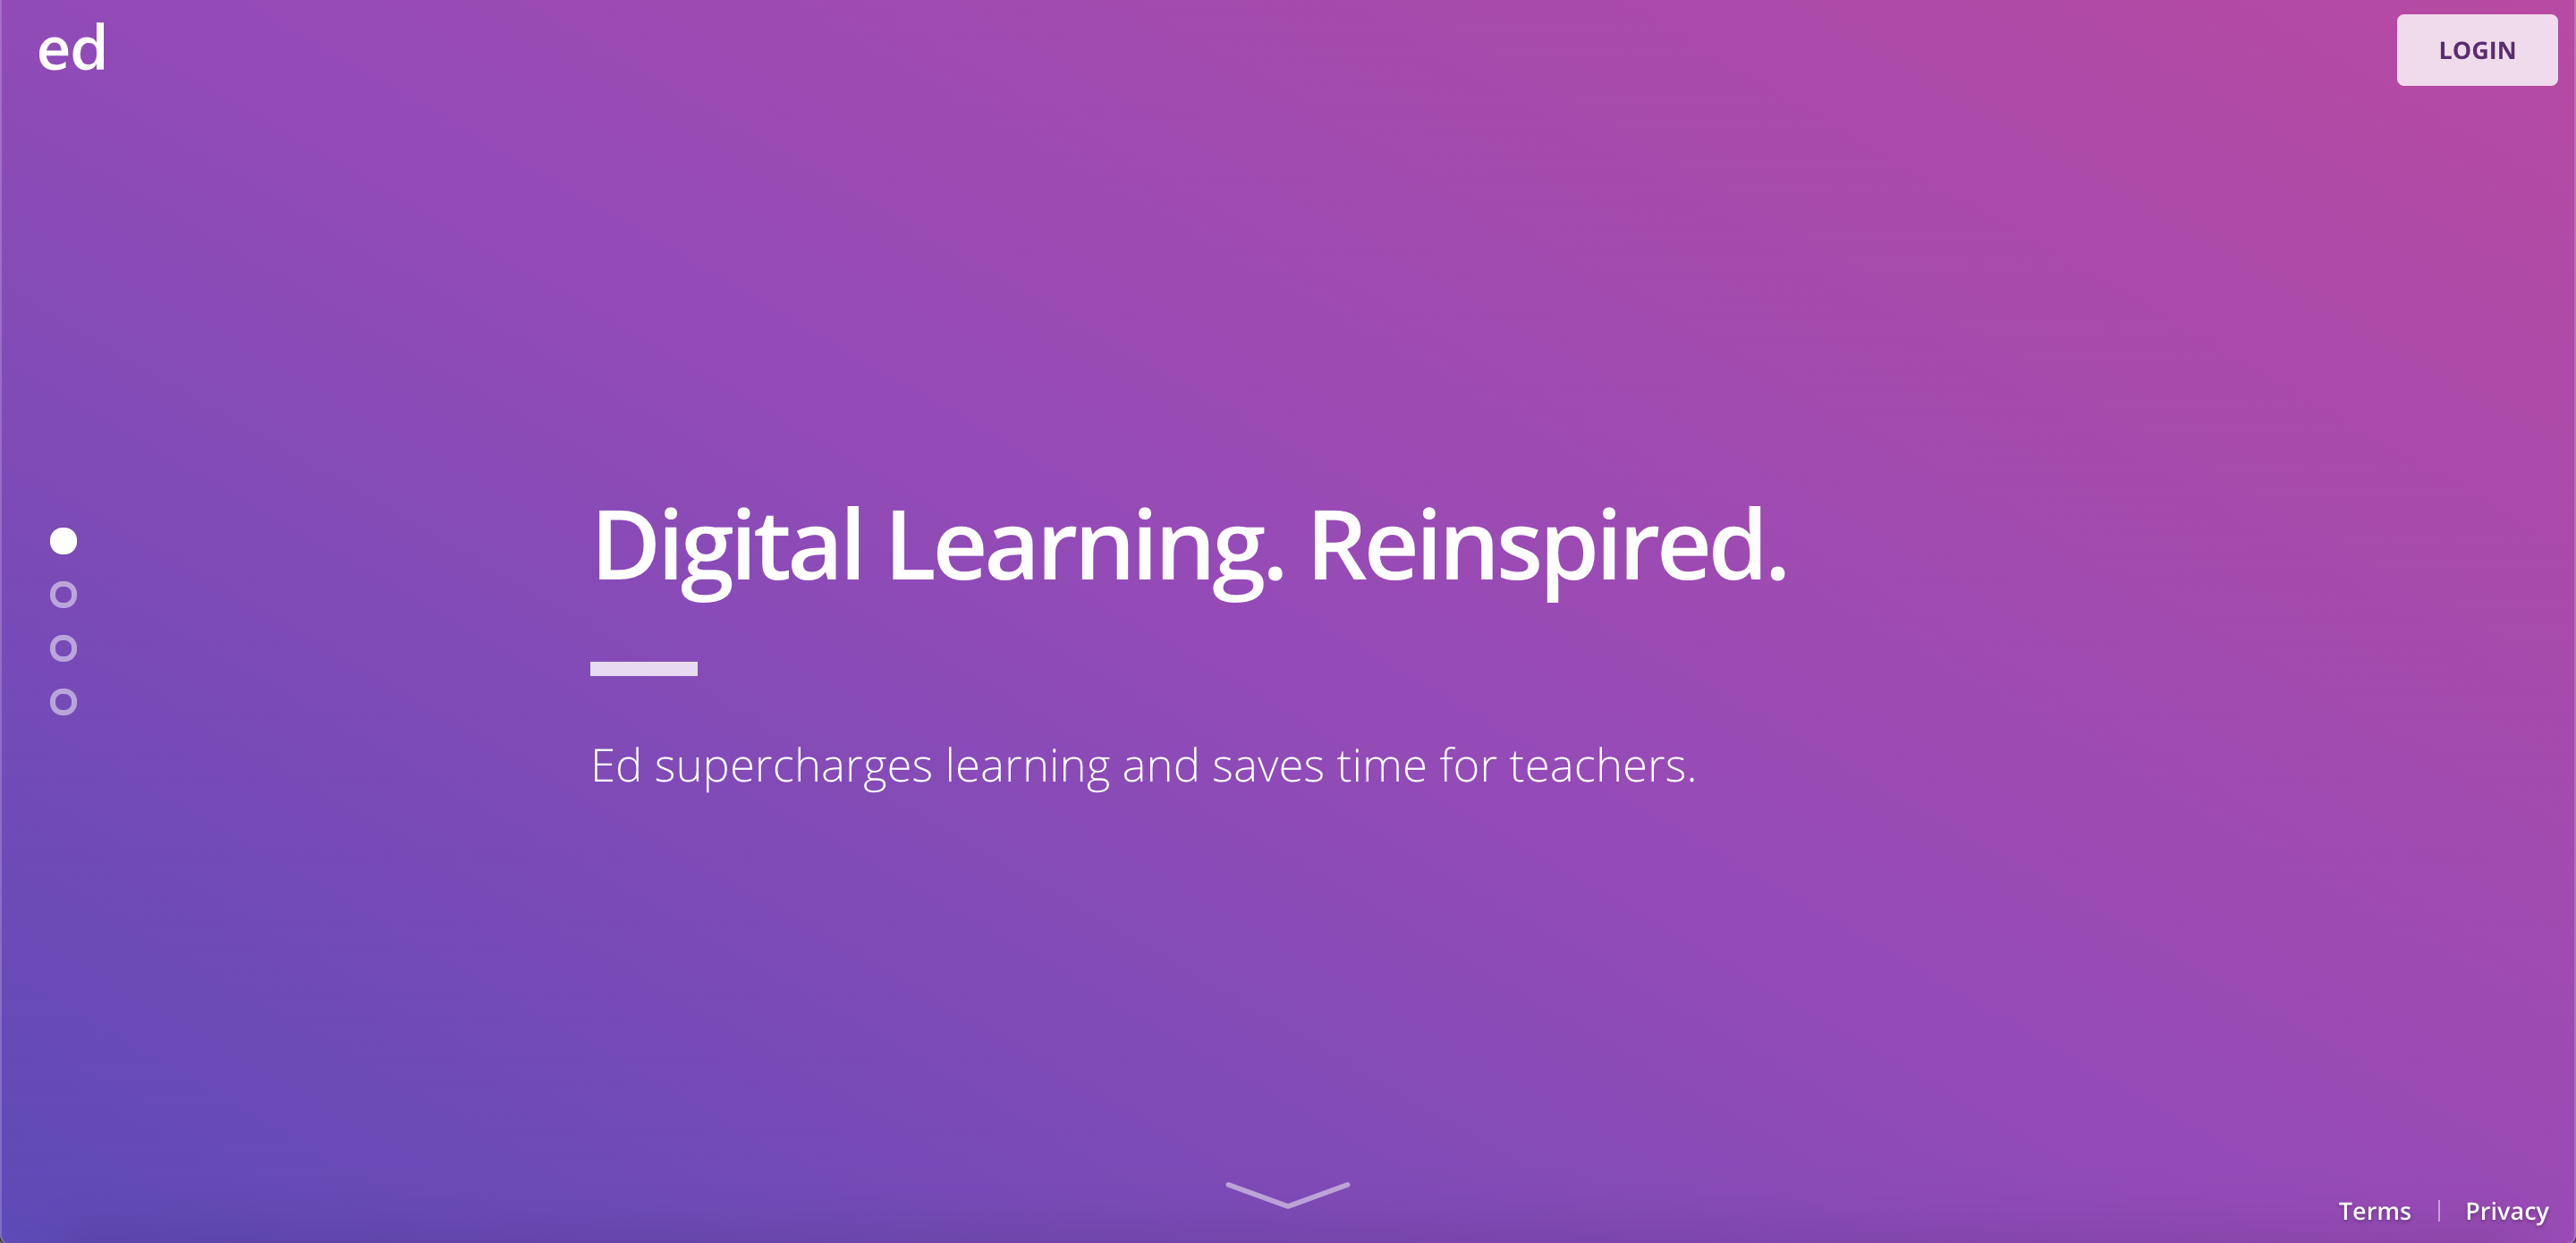 ed
LOGIN
Digital Learning. Reinspired.
Ed supercharges learning and saves time for teachers.
Terms | Privacy